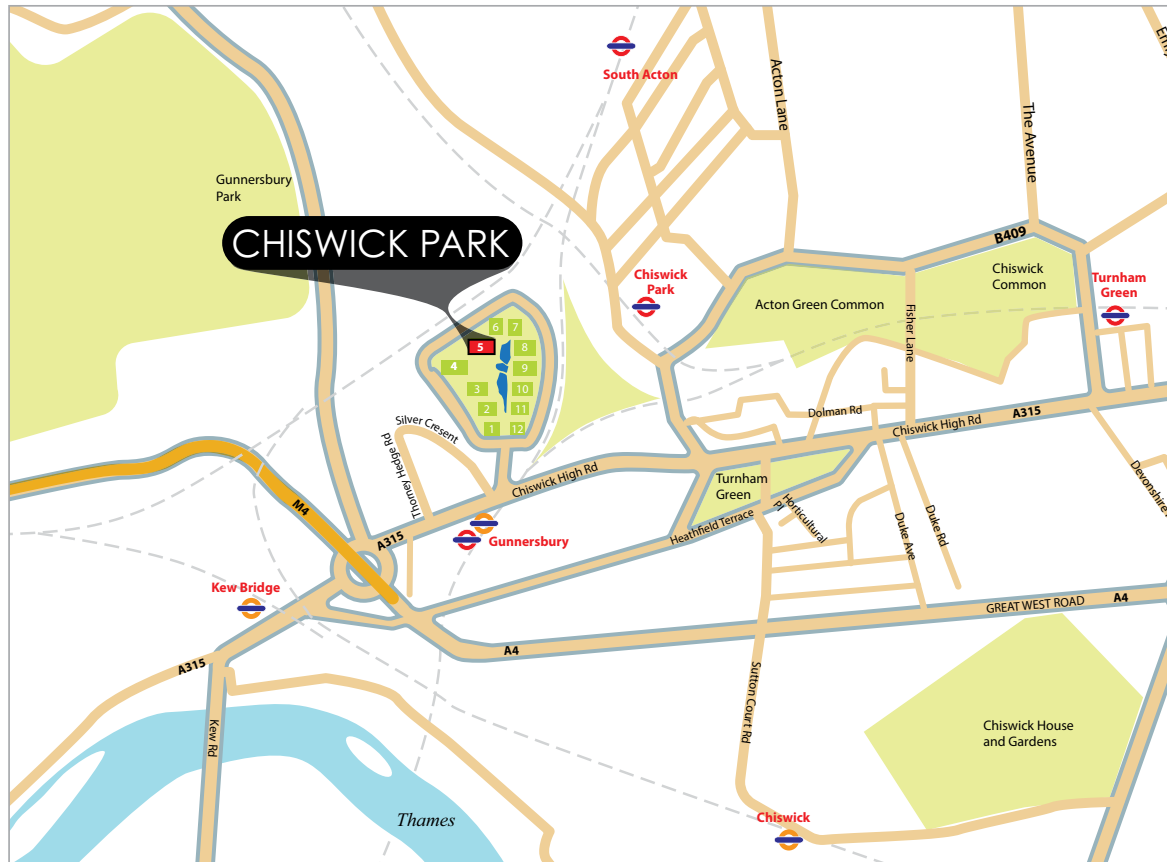 South Acton
Acton Lane
The Avenue
Gunnersbury
Park
CHISWICK PARK
B409
Chiswick
Park
Chiswick
Common
Turnham
Green
Acton Green Common
Fisher Lane
6
7
5
8
4
9
3
10
2
11
1
12
Silver Cresent
Thorney Hedge Rd
Dolman Rd
A315
Chiswick High Rd
Chiswick High Rd
Turnham
Green
Devonshire
Horticultural
Pl
Heathfield Terrace
Duke Ave
Duke Rd
M4
A315
Gunnersbury
Kew Bridge
GREAT WEST ROAD
A4
A4
A315
Kew Rd
Sutton Court Rd
Chiswick House
and Gardens
Thames
Chiswick